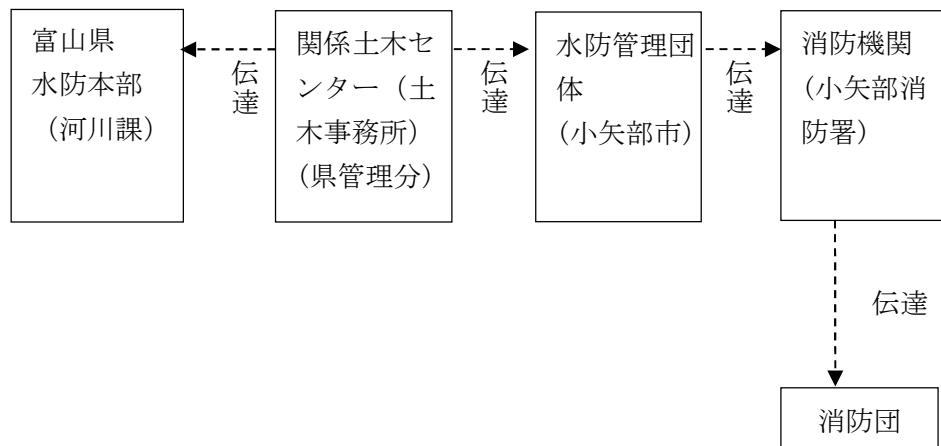 富山県
水防本部
(河川課)
伝達
関係土木セ
ンター（土
木事務所）
（県管理分）
伝達
水防管理団
体
(小矢部市)
伝達
消防機関
(小矢部消
防署）
伝達
消防団